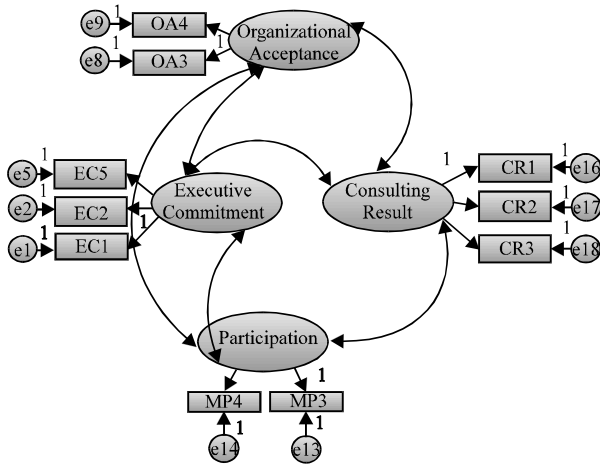 e9
1
OA4
Organizational
Acceptance
e8
1
OA3
1
e5
1
EC5
e2
1
EC2
e1
1
EC1
1
Executive
Commitment
Consulting
Result
1
CR1
1
e16
CR2
1
e17
CR3
1
e18
Participation
MP4
1
MP3
1
e14
1
e13